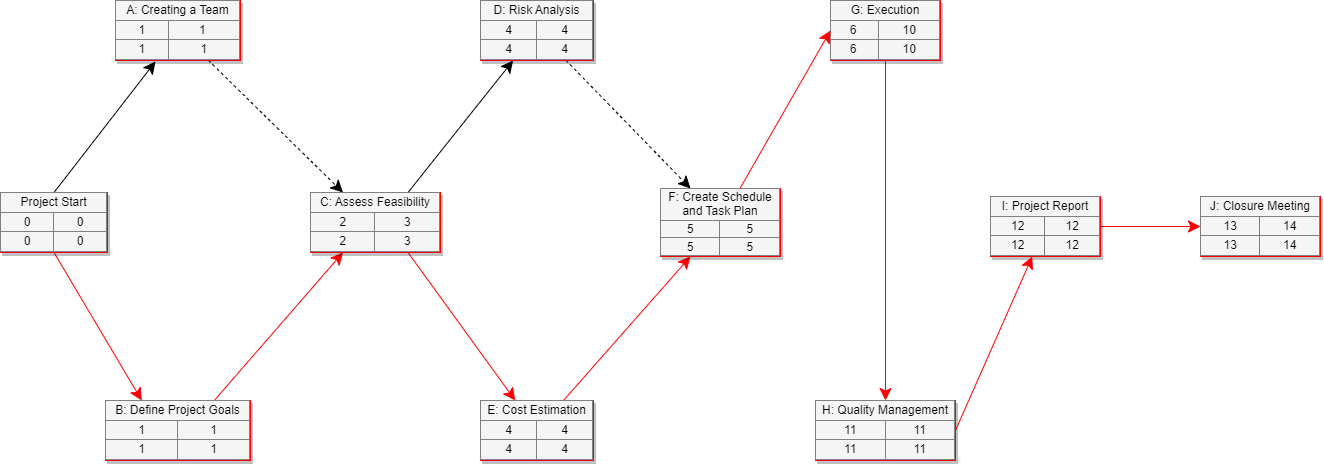 A: Creating a Team
1 1
1 1
D: Risk Analysis
4 4
4 4
G: Execution
6 10
6 10
Project Start
0 0
0 0
C: Assess Feasibility
2 3
2 3
F: Create Schedule
and Task Plan
5 5
5 5
I: Project Report
12 12
12 12
J: Closure Meeting
13 14
13 14
B: Define Project Goals
1 1
1 1
E: Cost Estimation
4 4
4 4
H: Quality Management
11 11
11 11